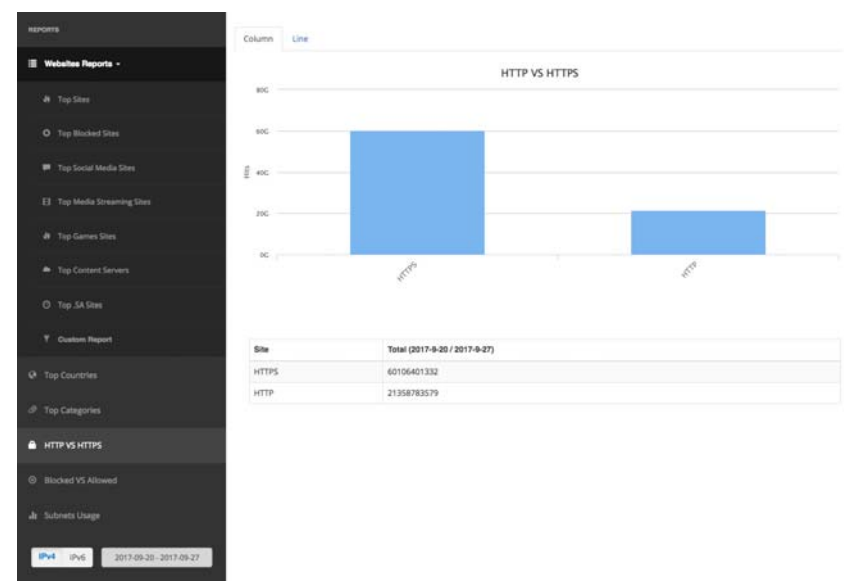 REPORTS
Websites Reports -
Top Sites
Top Blocked Sites
Top Social Media Sites
Top Media Streaming Sites
Top Games Sites
Top Content Servers
Top .SA Sites
Custom Report
Top Countries
Top Categories
HTTP VS HTTPS
Blocked VS Allowed
Subnets Usage
IPv4 IPv6 2017-09-20 - 2017-09-27
Column Line
HTTP VS HTTPS
80G
60G
40G
20G
0G
Hits
HTTPS HTTP
Site Total (2017-9-20 / 2017-9-27)
HTTPS 60106401332
HTTP 21358783579